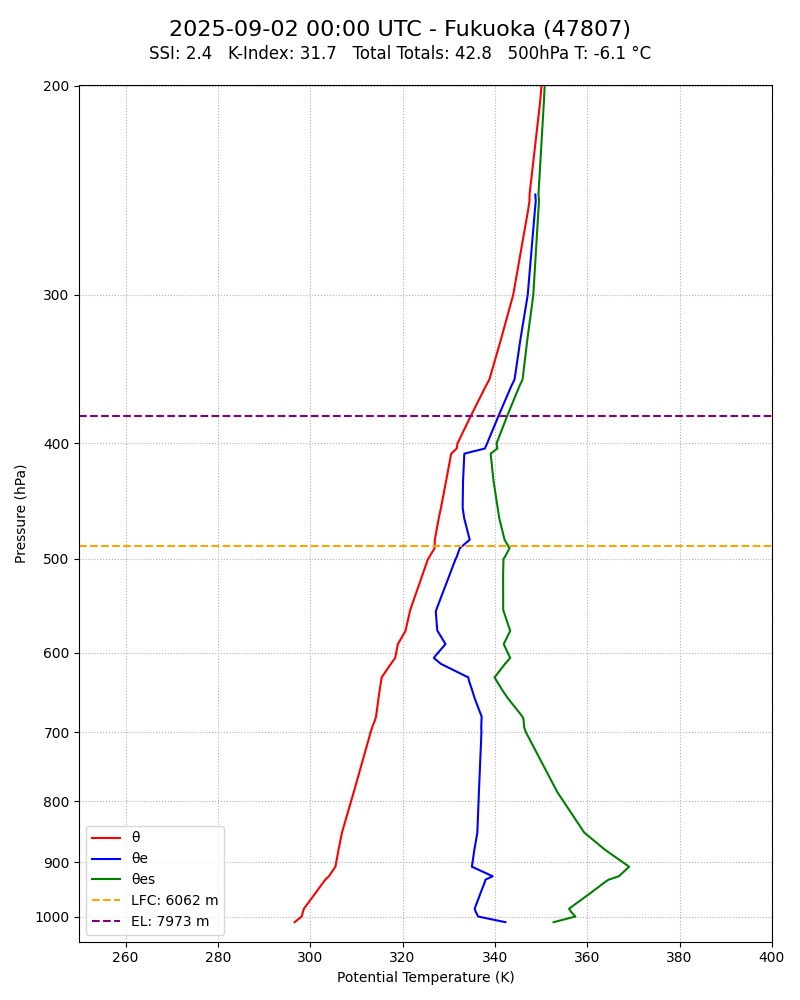 2025-09-02 00:00 UTC - Fukuoka (47807)
SSI: 2.4   K-Index: 31.7   Total Totals: 42.8   500hPa T: -6.1 °C
200
300
400
500
600
700
800
900
1000
Pressure (hPa)
θ
θe
θes
LFC: 6062 m
EL: 7973 m
260 280 300 320 340 360 380 400
Potential Temperature (K)